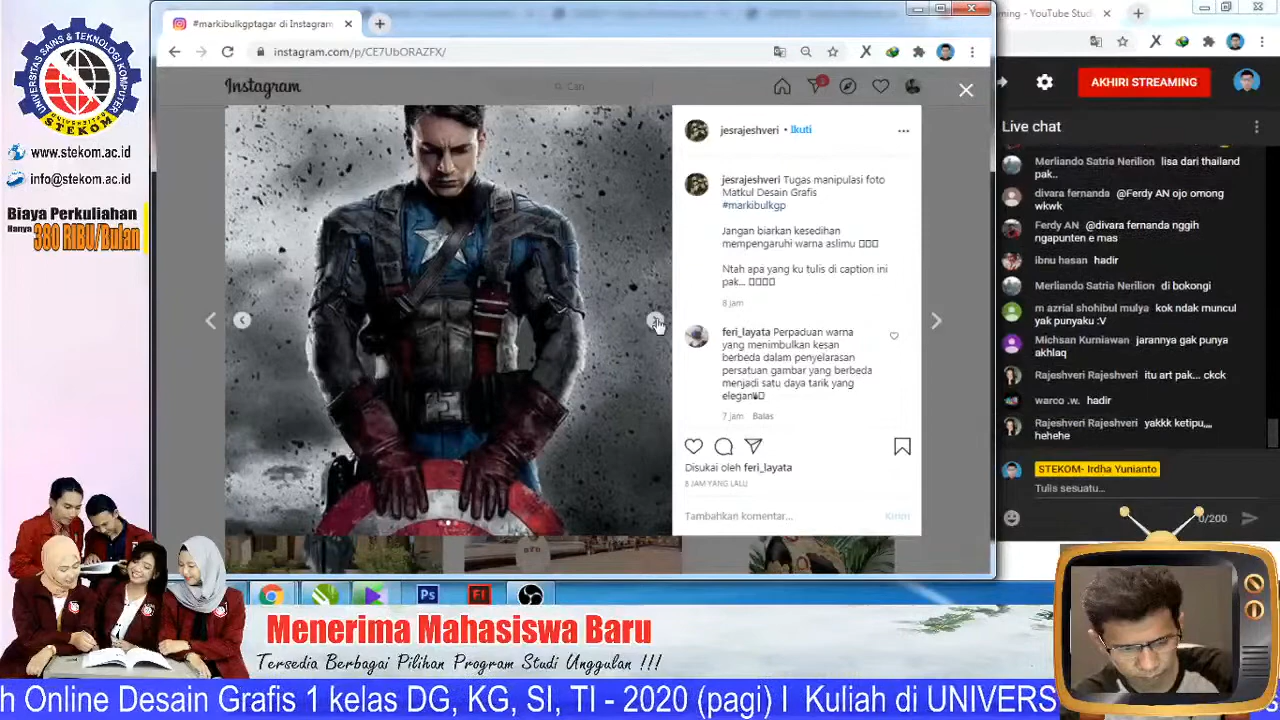 UNIVERSITAS SAINS & TEKNOLOGI KOMPUTER
UNIVERSITAS
STEKOM
www.stekom.ac.id
info@stekom.ac.id
Biaya Perkuliahan
Hanya 380 RIBU/Bulan
#markibulkgptagar di Instagram
instagram.com/p/CE7UbORAZFX/
Instagram
Cari
jesrajeshveri • Ikuti
jesrajeshveri Tugas manipulasi foto
Matkul Desain Grafis
#markibulkgp
Jangan biarkan kesedihan
mempengaruhi warna aslimu
Ntah apa yang ku tulis di caption ini
pak...
8 jam
feri_layata Perpaduan warna
yang menimbulkan kesan
berbeda dalam penyelarasan
persatuan gambar yang berbeda
menjadi satu daya tarik yang
elegan
7 jam Balas
Disukai oleh feri_layata
8 JAM YANG LALU
Tambahkan komentar...
Kirim
ming - YouTube Stud
AKHIRI STREAMING
Live chat
Merliando Satria Nerilion lisa dari thailand
pak..
divara fernanda @Ferdy AN ojo omong
wkwk
Ferdy AN @divara fernanda nggih
ngapunten e mas
ibnu hasan hadir
Merliando Satria Nerilion di bokongi
m azrial shohibul mulya kok ndak muncul
yak punyaku :V
Michsan Kurniawan jarannya gak punya
akhlaq
Rajeshveri Rajeshveri itu art pak... ckck
warco .w. hadir
Rajeshveri Rajeshveri yakkk ketipu,,,,
hehehe
STEKOM- Irdha Yunianto
Tulis sesuatu...
0/200
Ps
Fl
Menerima Mahasiswa Baru
Tersedia Berbagai Pilihan Program Studi Unggulan !!!
h Online Desain Grafis 1 kelas DG, KG, SI, TI - 2020 (pagi) I Kuliah di UNIVERS